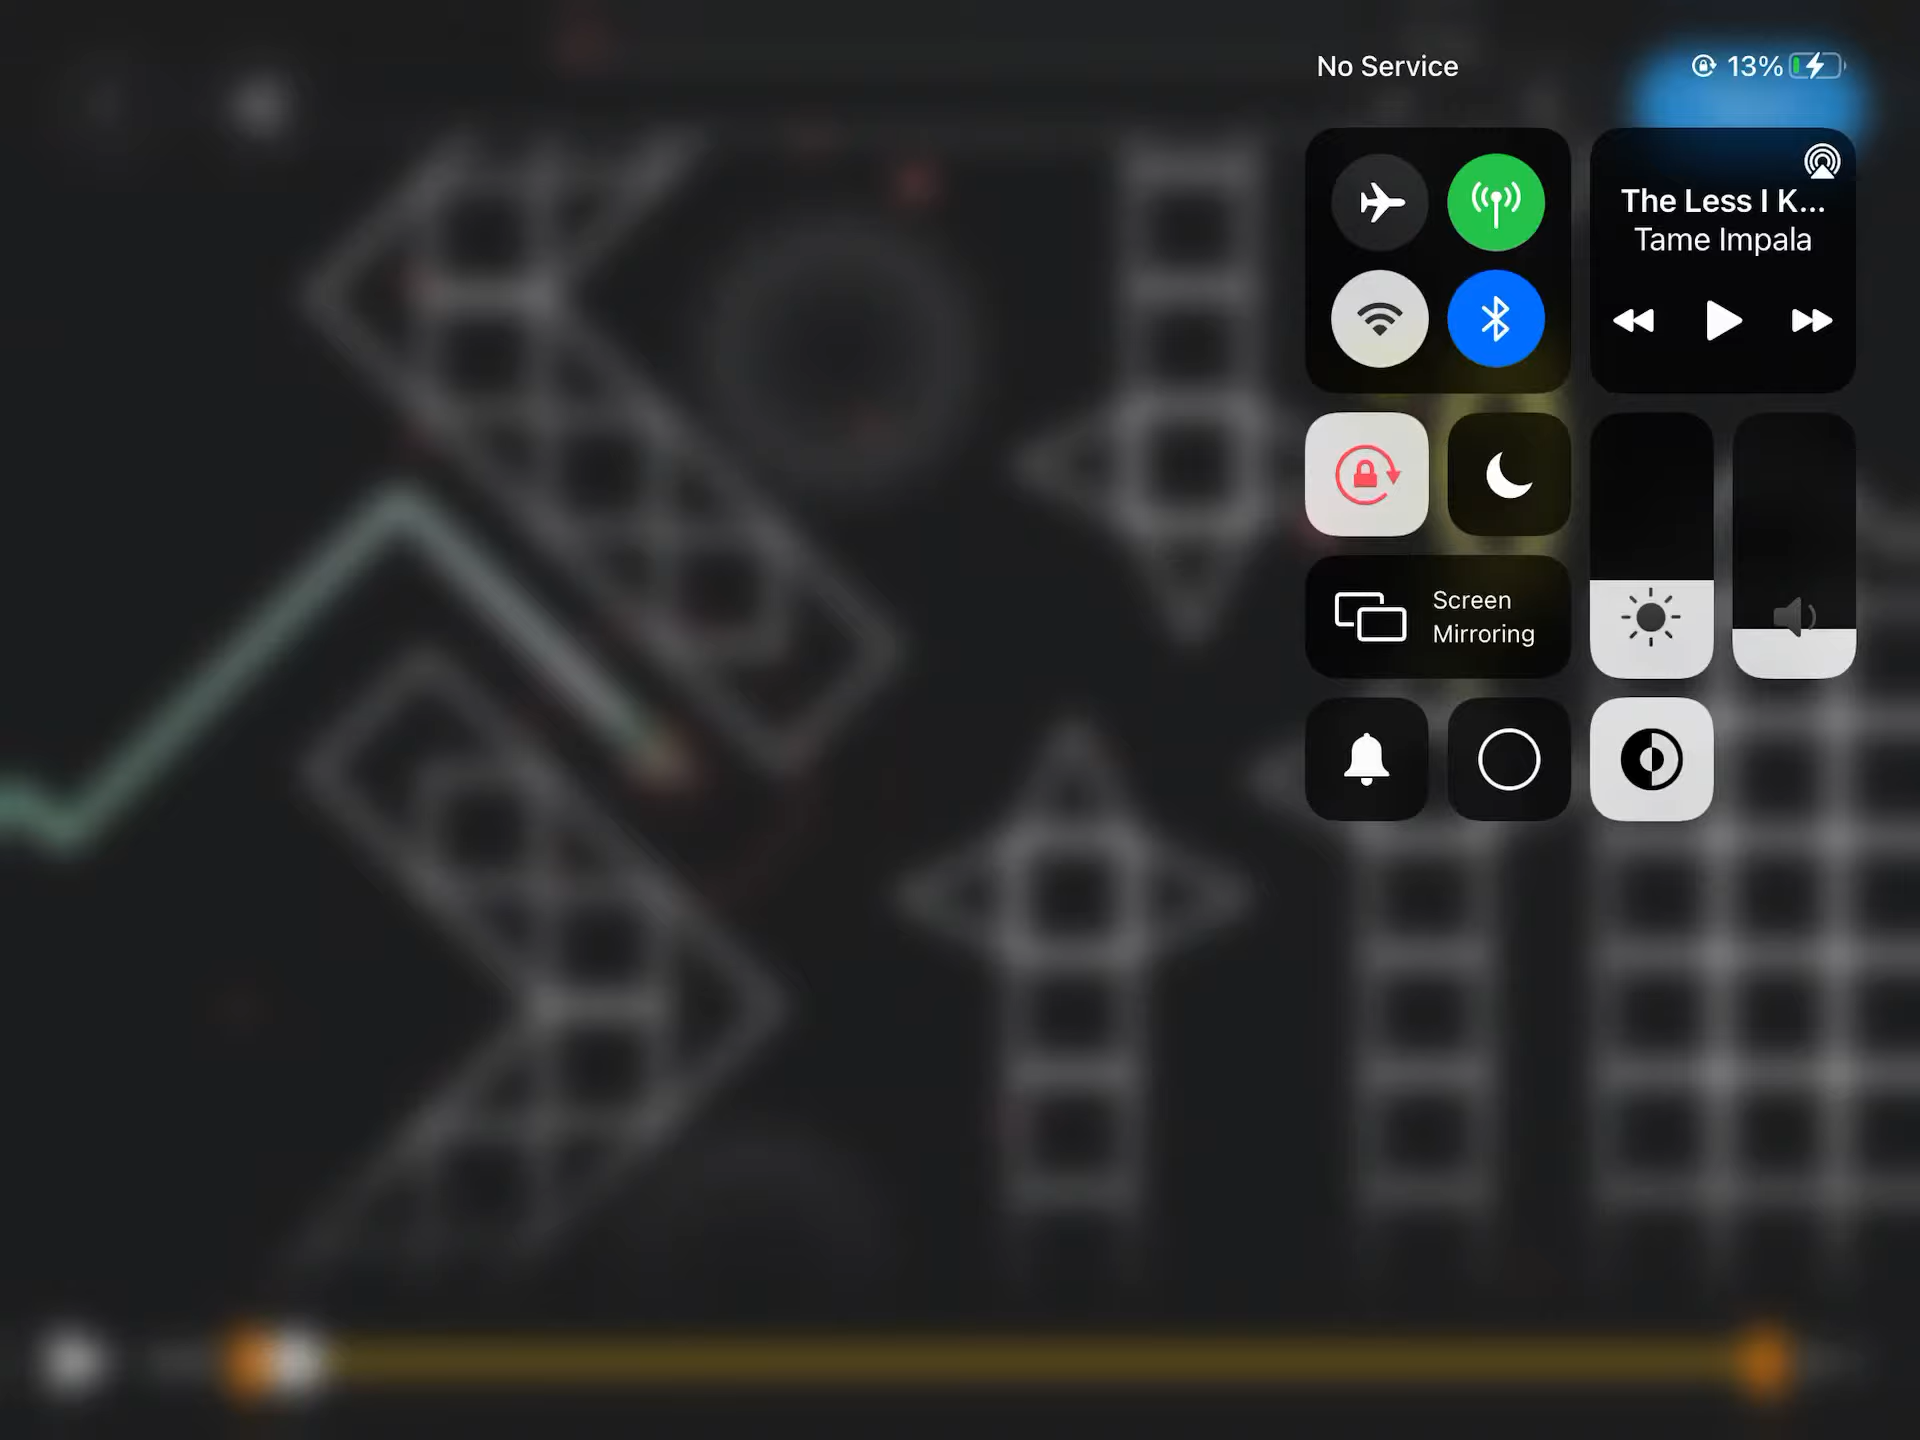 No Service
13%
The Less I K...
Tame Impala
Screen
Mirroring